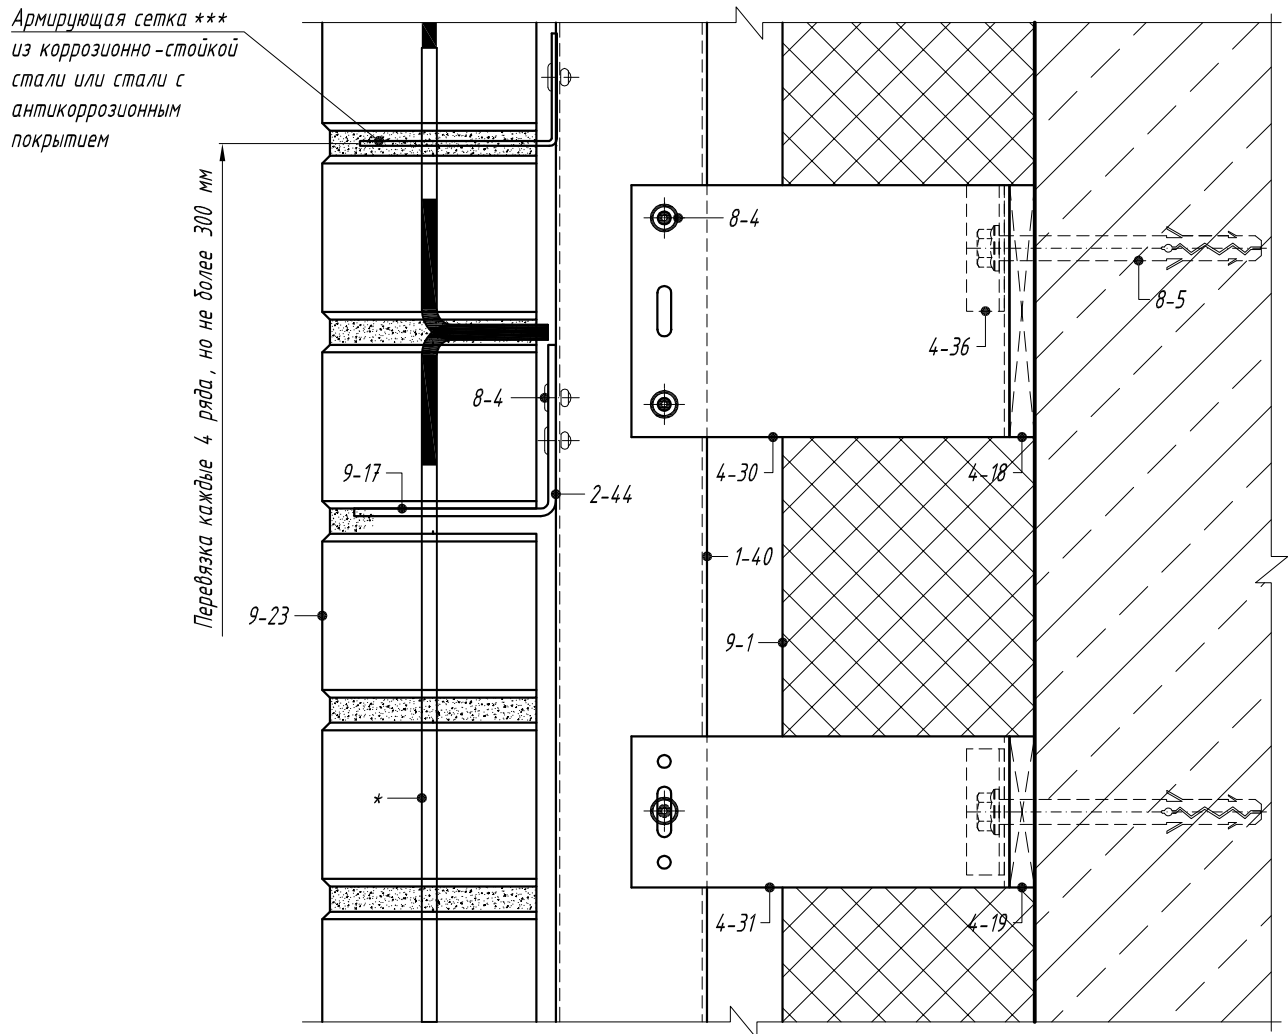 Армирующая сетка ***
из коррозионно-стойкой
стали или стали с
антикоррозионным
покрытием
Перевязка каждые 4 ряда, но не более 300 мм
8-4
8-5
4-36
8-4
9-17
4-30
4-18
2-44
1-40
9-23
9-1
*
4-31
4-19